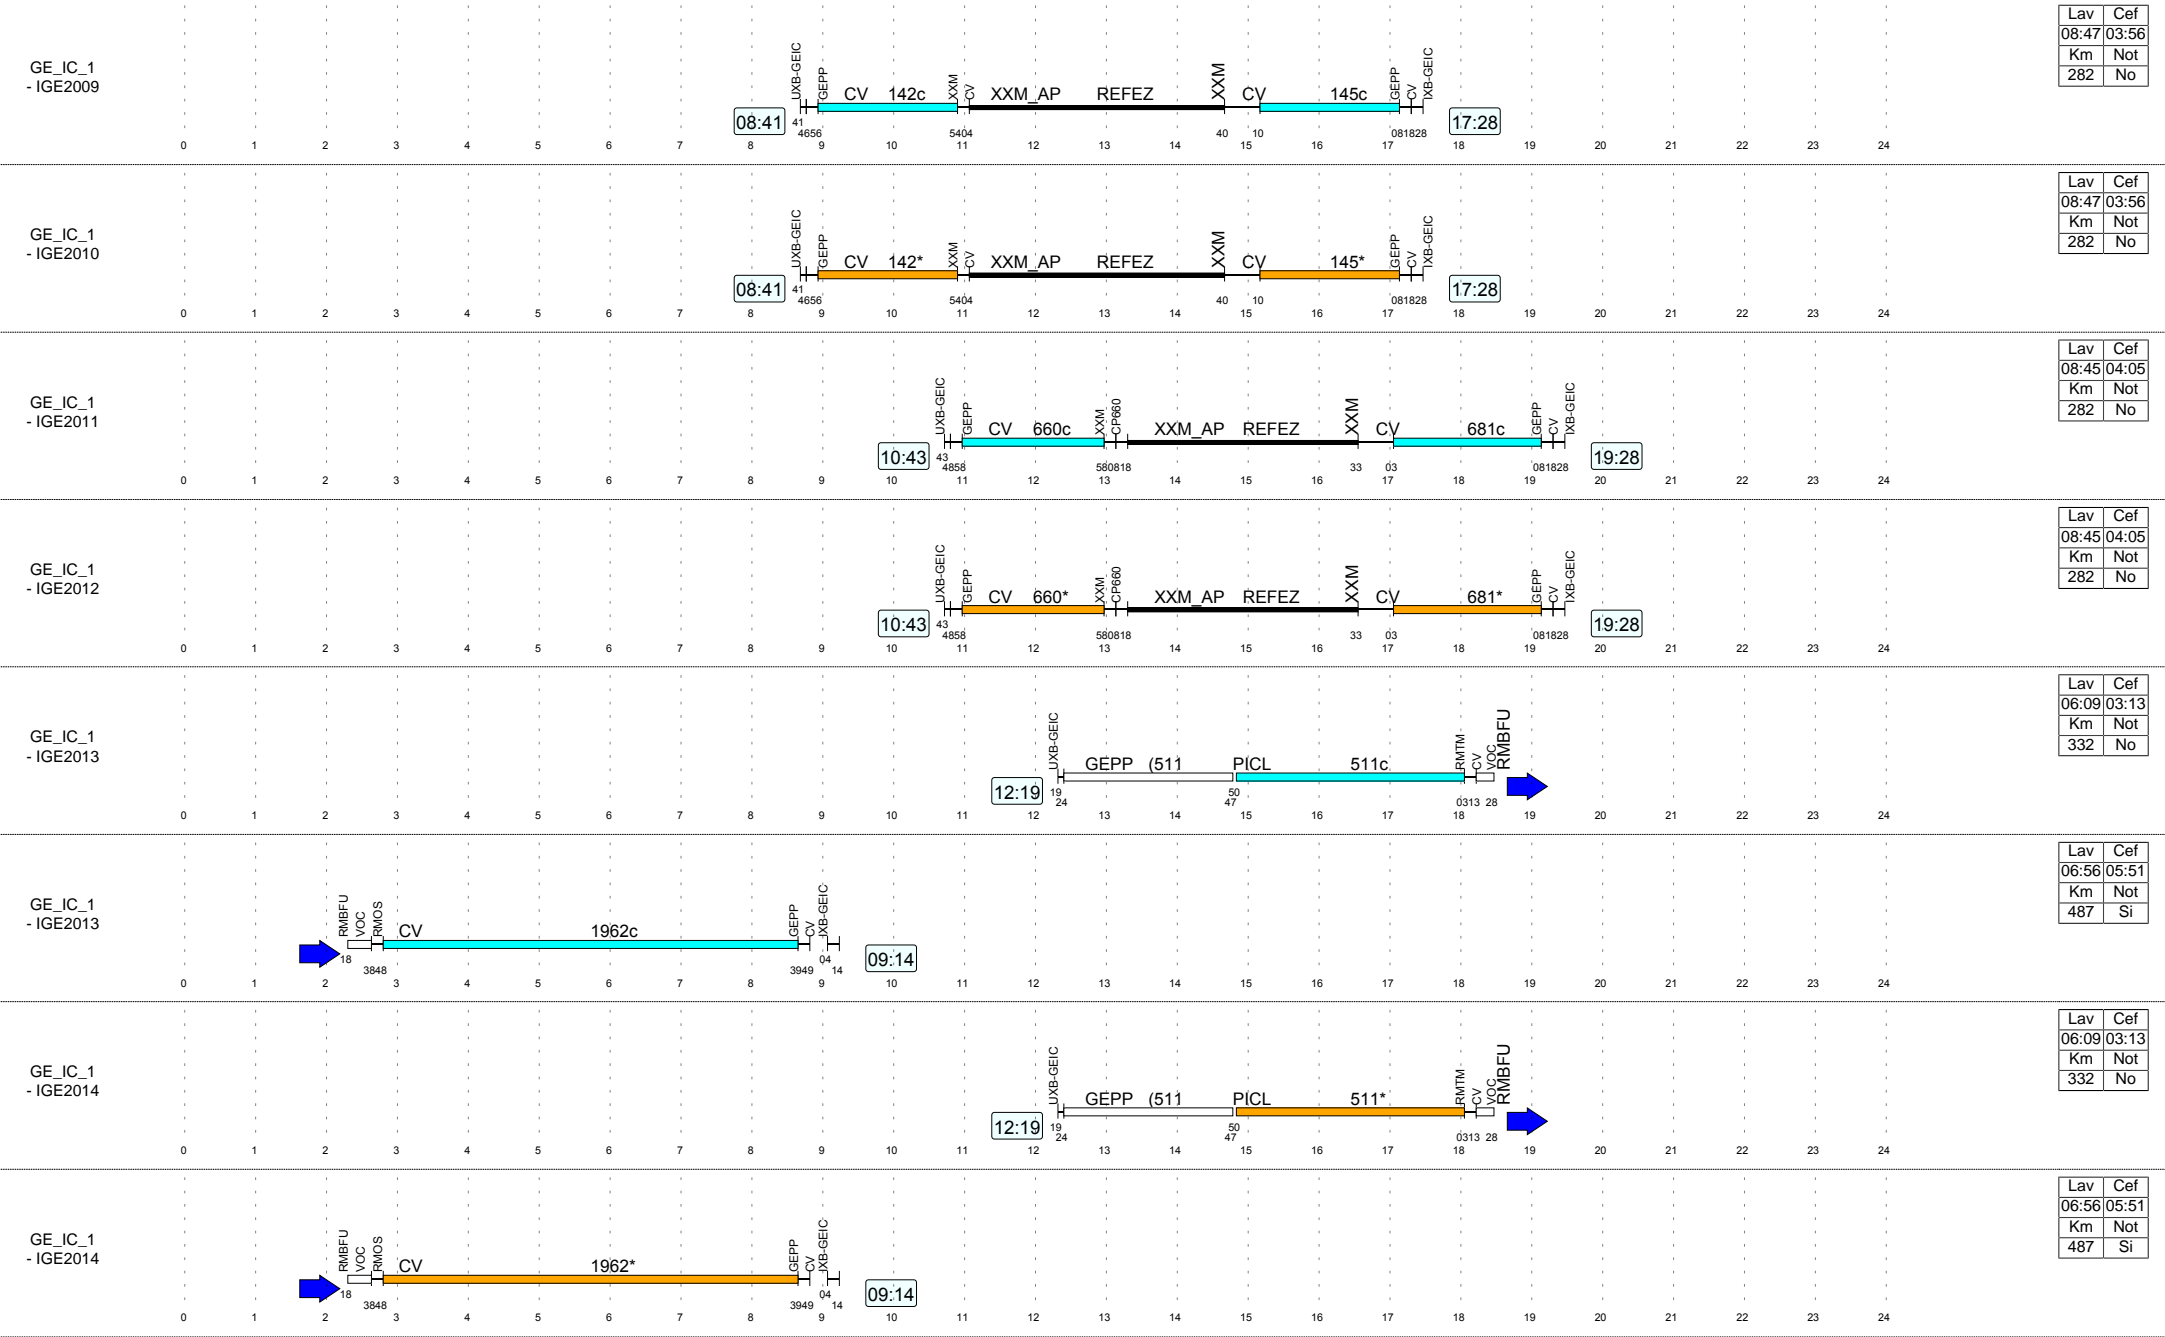 Lav Cef
08:47 03:56
Km Not
282 No
GE_IC_1
- IGE2009
UXB-GEIC GEPP CV 142c XXM CV XXM_AP REFEZ XXM CV 145c GEPP CV IXB-GEIC
08:41 17:28
41 4656 5404 40 10 081828
0 1 2 3 4 5 6 7 8 9 10 11 12 13 14 15 16 17 18 19 20 21 22 23 24
Lav Cef
08:47 03:56
Km Not
282 No
GE_IC_1
- IGE2010
UXB-GEIC GEPP CV 142* XXM CV XXM_AP REFEZ XXM CV 145* GEPP CV IXB-GEIC
08:41 17:28
41 4656 5404 40 10 081828
0 1 2 3 4 5 6 7 8 9 10 11 12 13 14 15 16 17 18 19 20 21 22 23 24
Lav Cef
08:45 04:05
Km Not
282 No
GE_IC_1
- IGE2011
UXB-GEIC GEPP CV 660c XXM CP660 XXM_AP REFEZ XXM CV 681c GEPP CV IXB-GEIC
10:43 19:28
43 4858 580818 33 03 081828
0 1 2 3 4 5 6 7 8 9 10 11 12 13 14 15 16 17 18 19 20 21 22 23 24
Lav Cef
08:45 04:05
Km Not
282 No
GE_IC_1
- IGE2012
UXB-GEIC GEPP CV 660* XXM CP660 XXM_AP REFEZ XXM CV 681* GEPP CV IXB-GEIC
10:43 19:28
43 4858 580818 33 03 081828
0 1 2 3 4 5 6 7 8 9 10 11 12 13 14 15 16 17 18 19 20 21 22 23 24
Lav Cef
06:09 03:13
Km Not
332 No
GE_IC_1
- IGE2013
UXB-GEIC GEPP (511 PICL 511c RMTM CV VOC RMBFU
12:19
19 24 50 47 0313 28
0 1 2 3 4 5 6 7 8 9 10 11 12 13 14 15 16 17 18 19 20 21 22 23 24
Lav Cef
06:56 05:51
Km Not
487 Si
GE_IC_1
- IGE2013
RMBFU VOC RMOS CV 1962c GEPP CV IXB-GEIC
09:14
18 3848 3949 04 14
0 1 2 3 4 5 6 7 8 9 10 11 12 13 14 15 16 17 18 19 20 21 22 23 24
Lav Cef
06:09 03:13
Km Not
332 No
GE_IC_1
- IGE2014
UXB-GEIC GEPP (511 PICL 511* RMTM CV VOC RMBFU
12:19
19 24 50 47 0313 28
0 1 2 3 4 5 6 7 8 9 10 11 12 13 14 15 16 17 18 19 20 21 22 23 24
Lav Cef
06:56 05:51
Km Not
487 Si
GE_IC_1
- IGE2014
RMBFU VOC RMOS CV 1962* GEPP CV IXB-GEIC
09:14
18 3848 3949 04 14
0 1 2 3 4 5 6 7 8 9 10 11 12 13 14 15 16 17 18 19 20 21 22 23 24